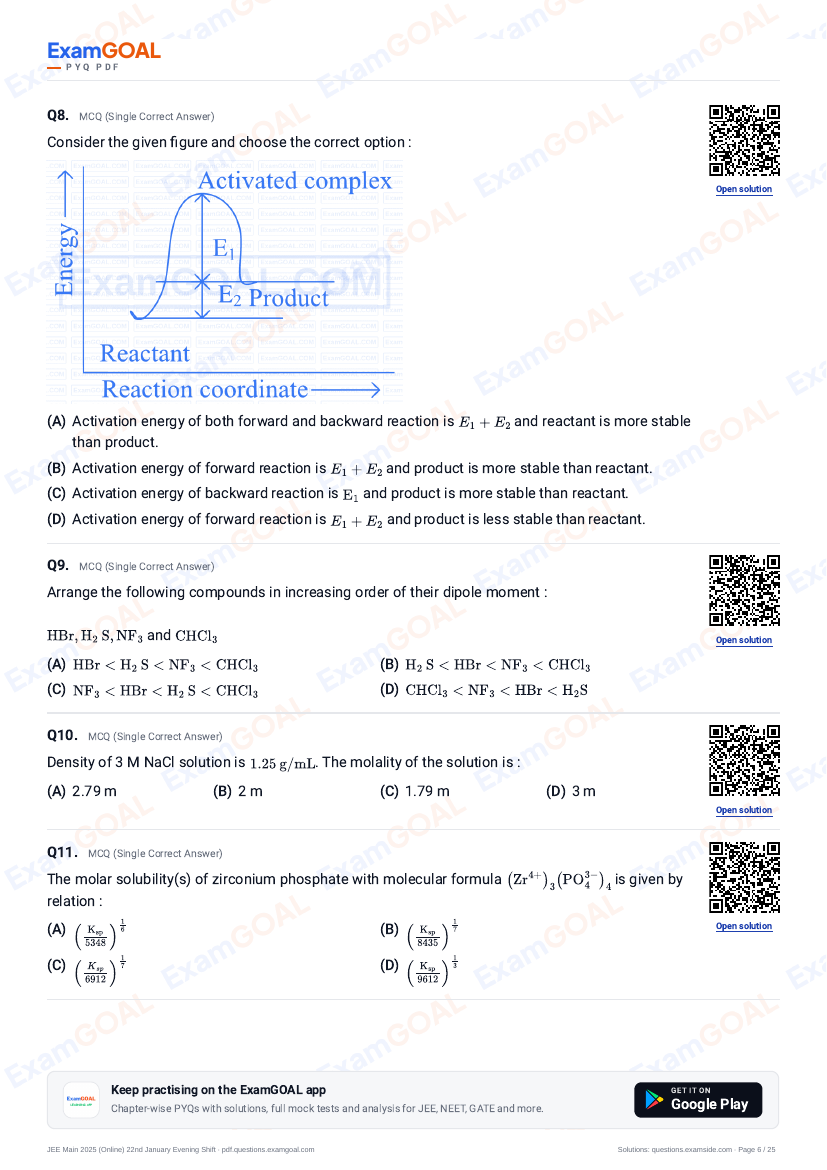 ExamGOAL
PYQ PDF
Q8. MCQ (Single Correct Answer)
Consider the given figure and choose the correct option :
Open solution
Activated complex
Energy
E₁
E₂ Product
Reactant
Reaction coordinate
(A) Activation energy of both forward and backward reaction is E₁ + E₂ and reactant is more stable
than product.
(B) Activation energy of forward reaction is E₁ + E₂ and product is more stable than reactant.
(C) Activation energy of backward reaction is E₁ and product is more stable than reactant.
(D) Activation energy of forward reaction is E₁ + E₂ and product is less stable than reactant.
Q9. MCQ (Single Correct Answer)
Arrange the following compounds in increasing order of their dipole moment :
HBr, H₂ S, NF₃ and CHCl₃
Open solution
(A) HBr < H₂ S < NF₃ < CHCl₃ (B) H₂ S < HBr < NF₃ < CHCl₃
(C) NF₃ < HBr < H₂ S < CHCl₃ (D) CHCl₃ < NF₃ < HBr < H₂S
Q10. MCQ (Single Correct Answer)
Density of 3 M NaCl solution is 1.25 g/mL. The molality of the solution is :
(A) 2.79 m (B) 2 m (C) 1.79 m (D) 3 m
Open solution
Q11. MCQ (Single Correct Answer)
The molar solubility(s) of zirconium phosphate with molecular formula (Zr⁴⁺)₃(PO₄³⁻)₄ is given by
relation :
Open solution
(A) (Ksp/5348)^(1/6) (B) (Ksp/8435)^(1/7)
(C) (Ksp/6912)^(1/7) (D) (Ksp/9612)^(1/3)
Keep practising on the ExamGOAL app
Chapter-wise PYQs with solutions, full mock tests and analysis for JEE, NEET, GATE and more.
GET IT ON
Google Play
JEE Main 2025 (Online) 22nd January Evening Shift · pdf.questions.examgoal.com
Solutions: questions.examside.com · Page 6 / 25